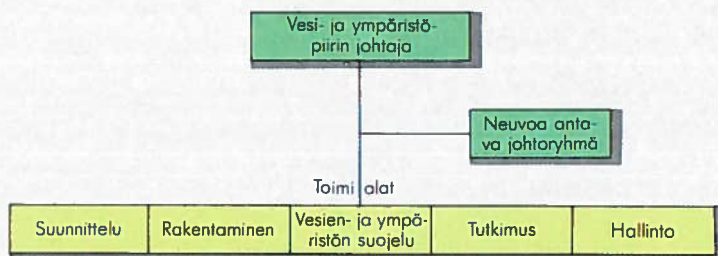 Vesi- ja ympäristö-
piirin johtaja
Neuvoa anta-
va johtoryhmä
Toimialat
Suunnittelu
Rakentaminen
Vesien- ja ympä-
ristön suojelu
Tutkimus
Hallinto